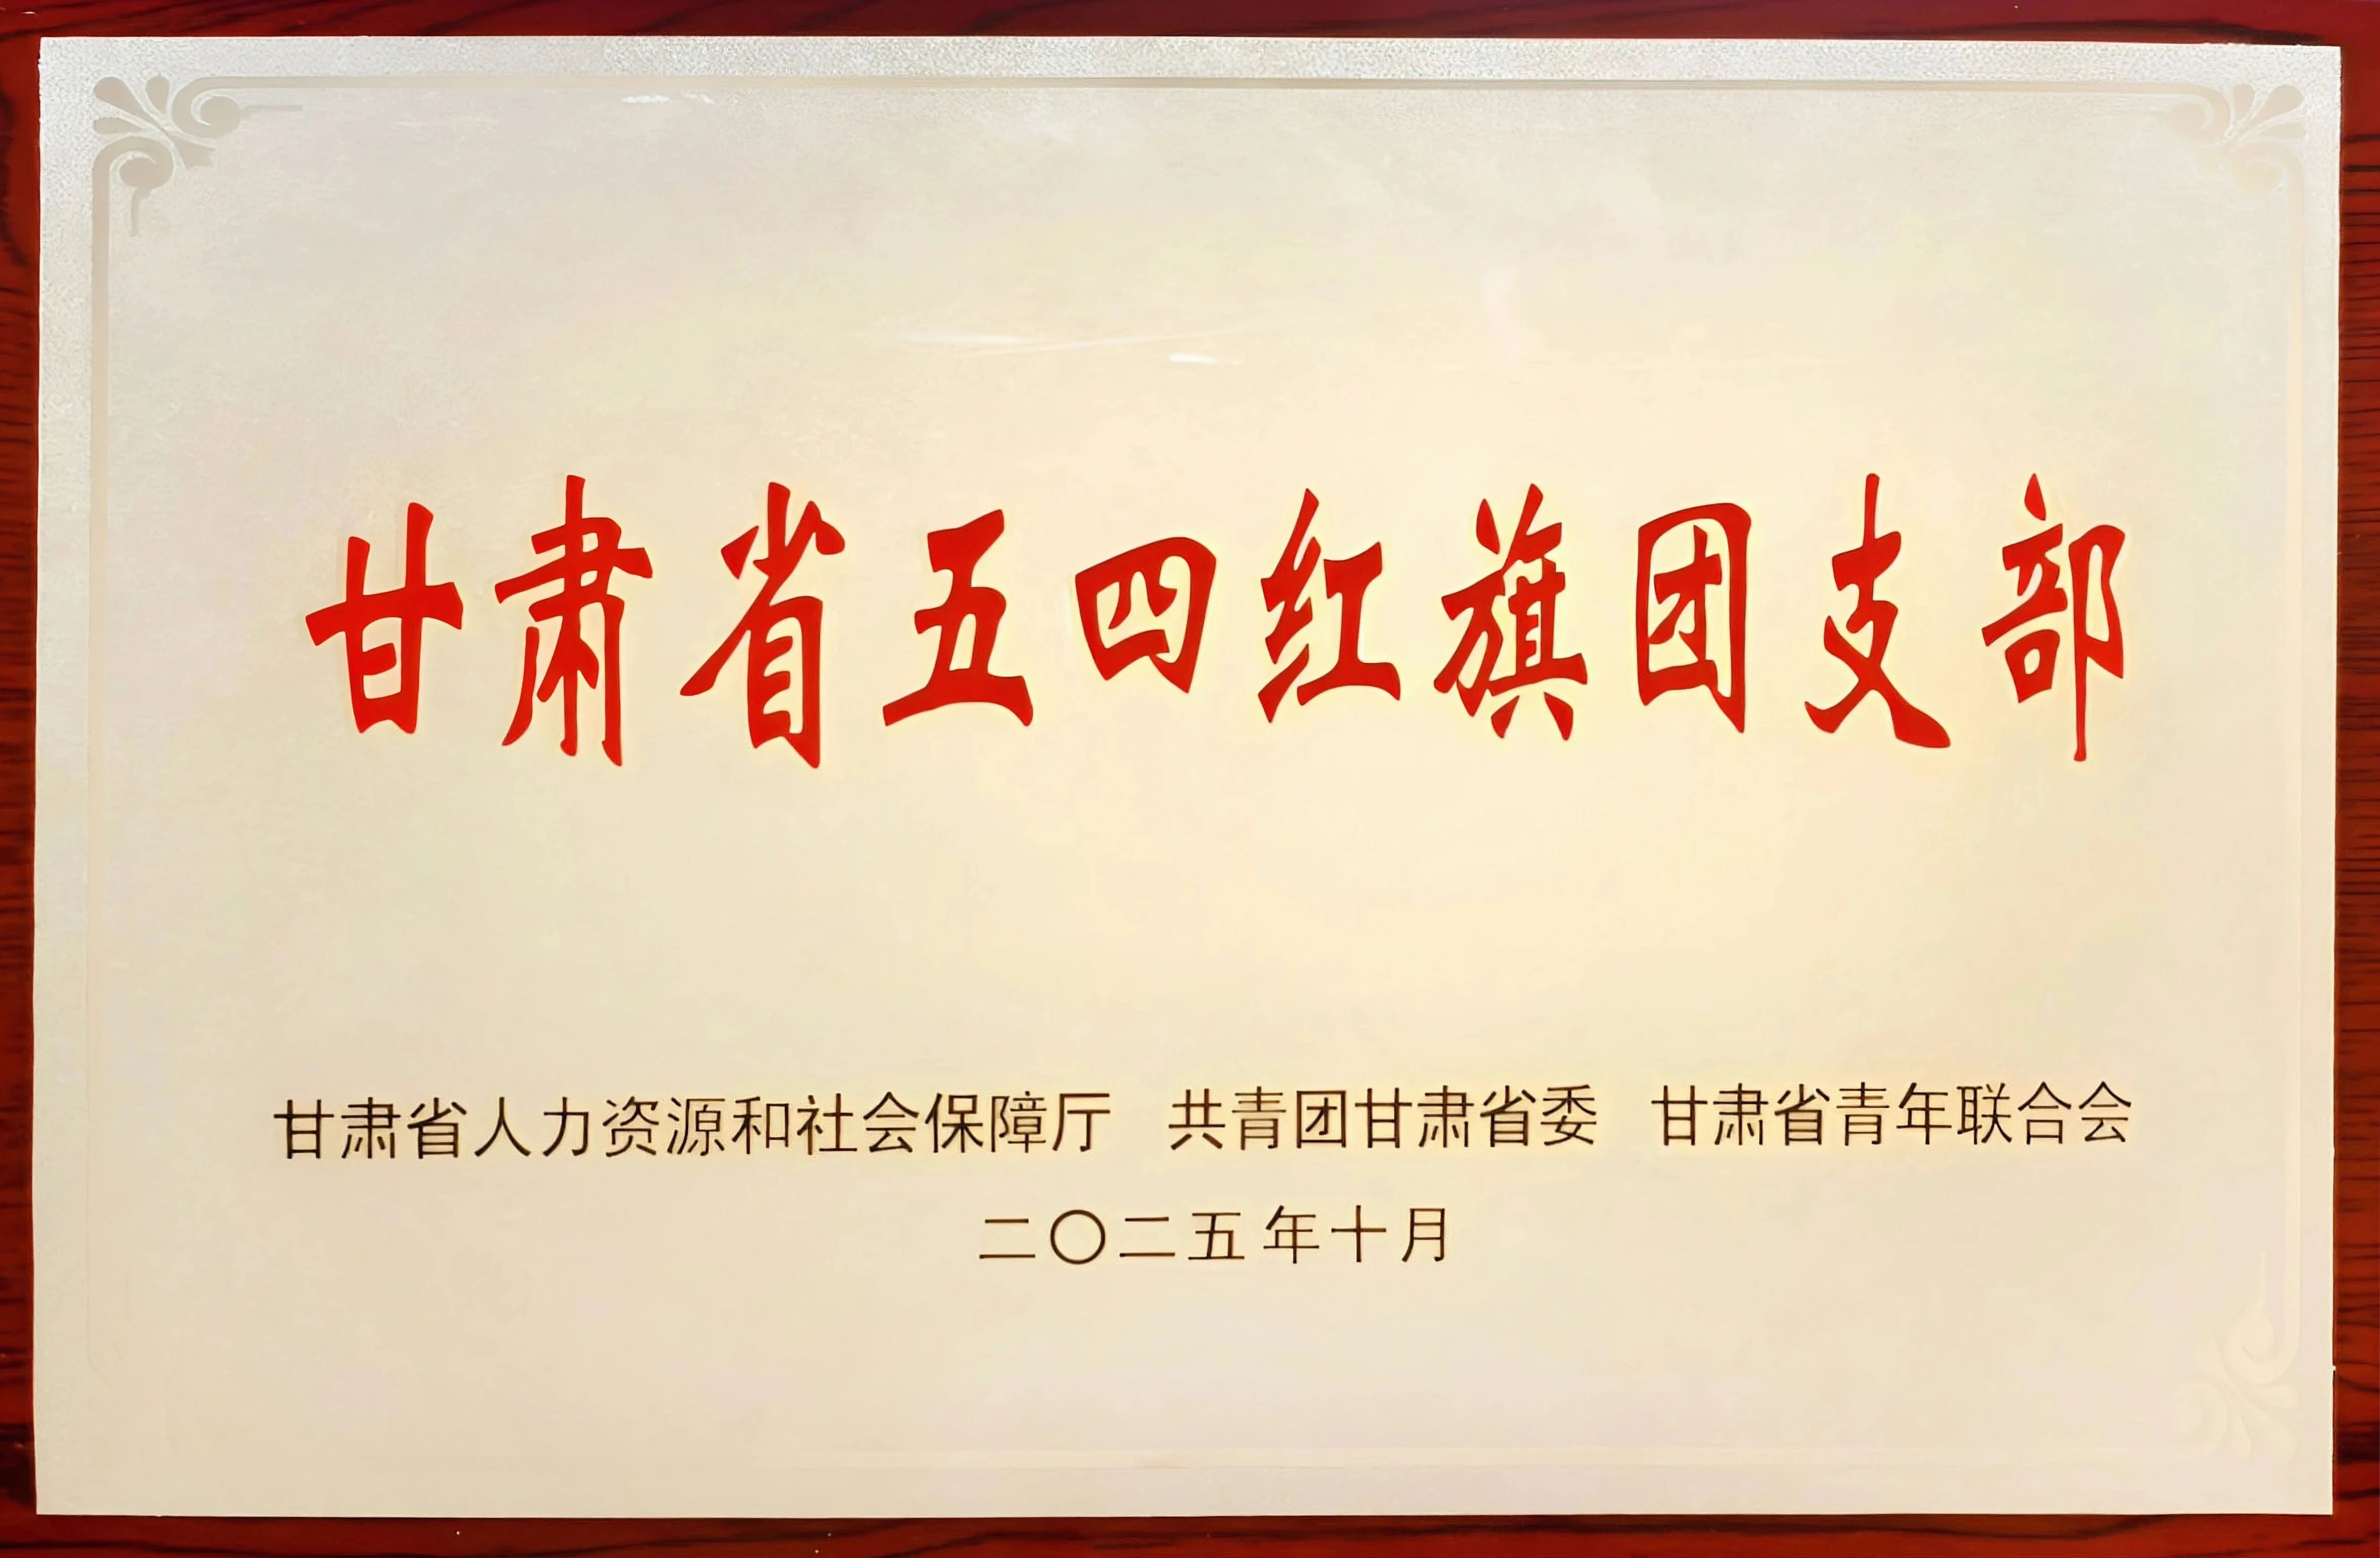 甘肃省五四红旗团支部
甘肃省人力资源和社会保障厅 共青团甘肃省委 甘肃省青年联合会
二〇二五年十月